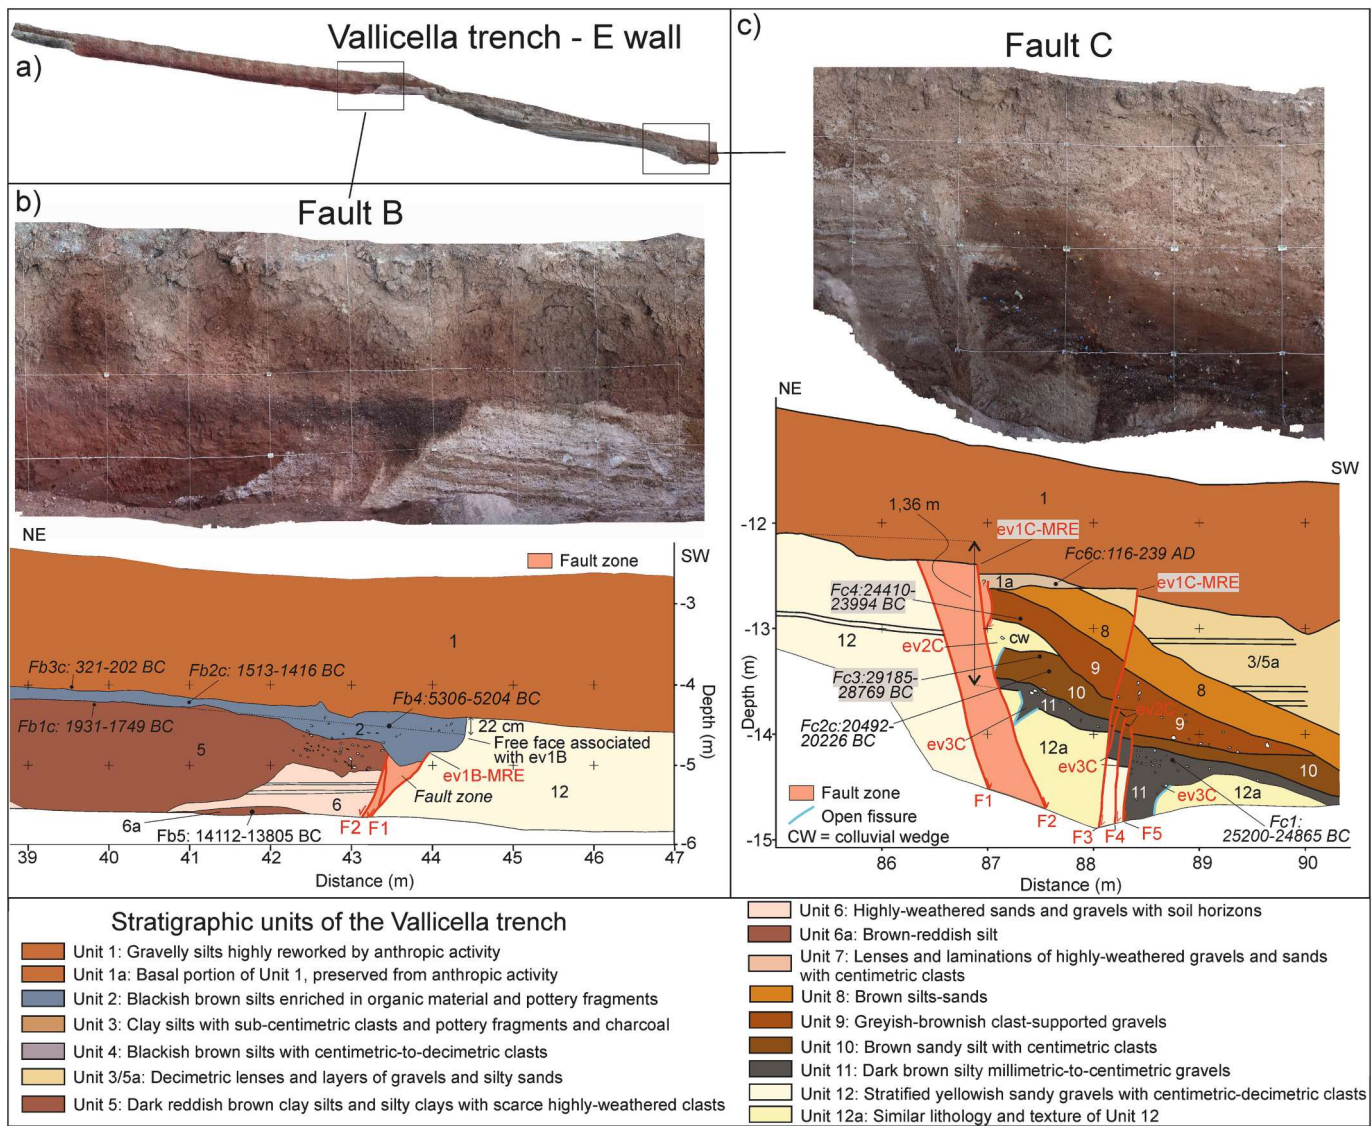 Vallicella trench - E wall
a)
b)
Fault B
NE
SW
Fault zone
-3
-4
-5
-6
Depth (m)
1
Fb3c: 321-202 BC
Fb2c: 1513-1416 BC
Fb4:5306-5204 BC
Fb1c: 1931-1749 BC
2
22 cm
Free face associated
with ev1B
5
ev1B-MRE
Fault zone
12
6
6a
F2
F1
Fb5: 14112-13805 BC
39
40
41
42
43
44
45
46
47
Distance (m)
c)
Fault C
NE
SW
-12
-13
-14
-15
Depth(m)
1
1,36 m
ev1C-MRE
Fc6c:116-239 AD
1a
ev1C-MRE
Fc4:24410-
23994 BC
8
12
cw
ev2C
9
3/5a
Fc3:29185-
28769 BC
10
8
11
ev2C
9
Fc2c:20492-
20226 BC
ev3C
12a
ev3C
10
11
ev3C
12a
F1
F2
F3
F4
F5
Fc1:
25200-24865 BC
Fault zone
Open fissure
CW = colluvial wedge
86
87
88
89
90
Distance (m)
Stratigraphic units of the Vallicella trench
Unit 1: Gravelly silts highly reworked by anthropic activity
Unit 1a: Basal portion of Unit 1, preserved from anthropic activity
Unit 2: Blackish brown silts enriched in organic material and pottery fragments
Unit 3: Clay silts with sub-centimetric clasts and pottery fragments and charcoal
Unit 4: Blackish brown silts with centimetric-to-decimetric clasts
Unit 3/5a: Decimetric lenses and layers of gravels and silty sands
Unit 5: Dark reddish brown clay silts and silty clays with scarce highly-weathered clasts
Unit 6: Highly-weathered sands and gravels with soil horizons
Unit 6a: Brown-reddish silt
Unit 7: Lenses and laminations of highly-weathered gravels and sands
with centimetric clasts
Unit 8: Brown silts-sands
Unit 9: Greyish-brownish clast-supported gravels
Unit 10: Brown sandy silt with centimetric clasts
Unit 11: Dark brown silty millimetric-to-centimetric gravels
Unit 12: Stratified yellowish sandy gravels with centimetric-decimetric clasts
Unit 12a: Similar lithology and texture of Unit 12